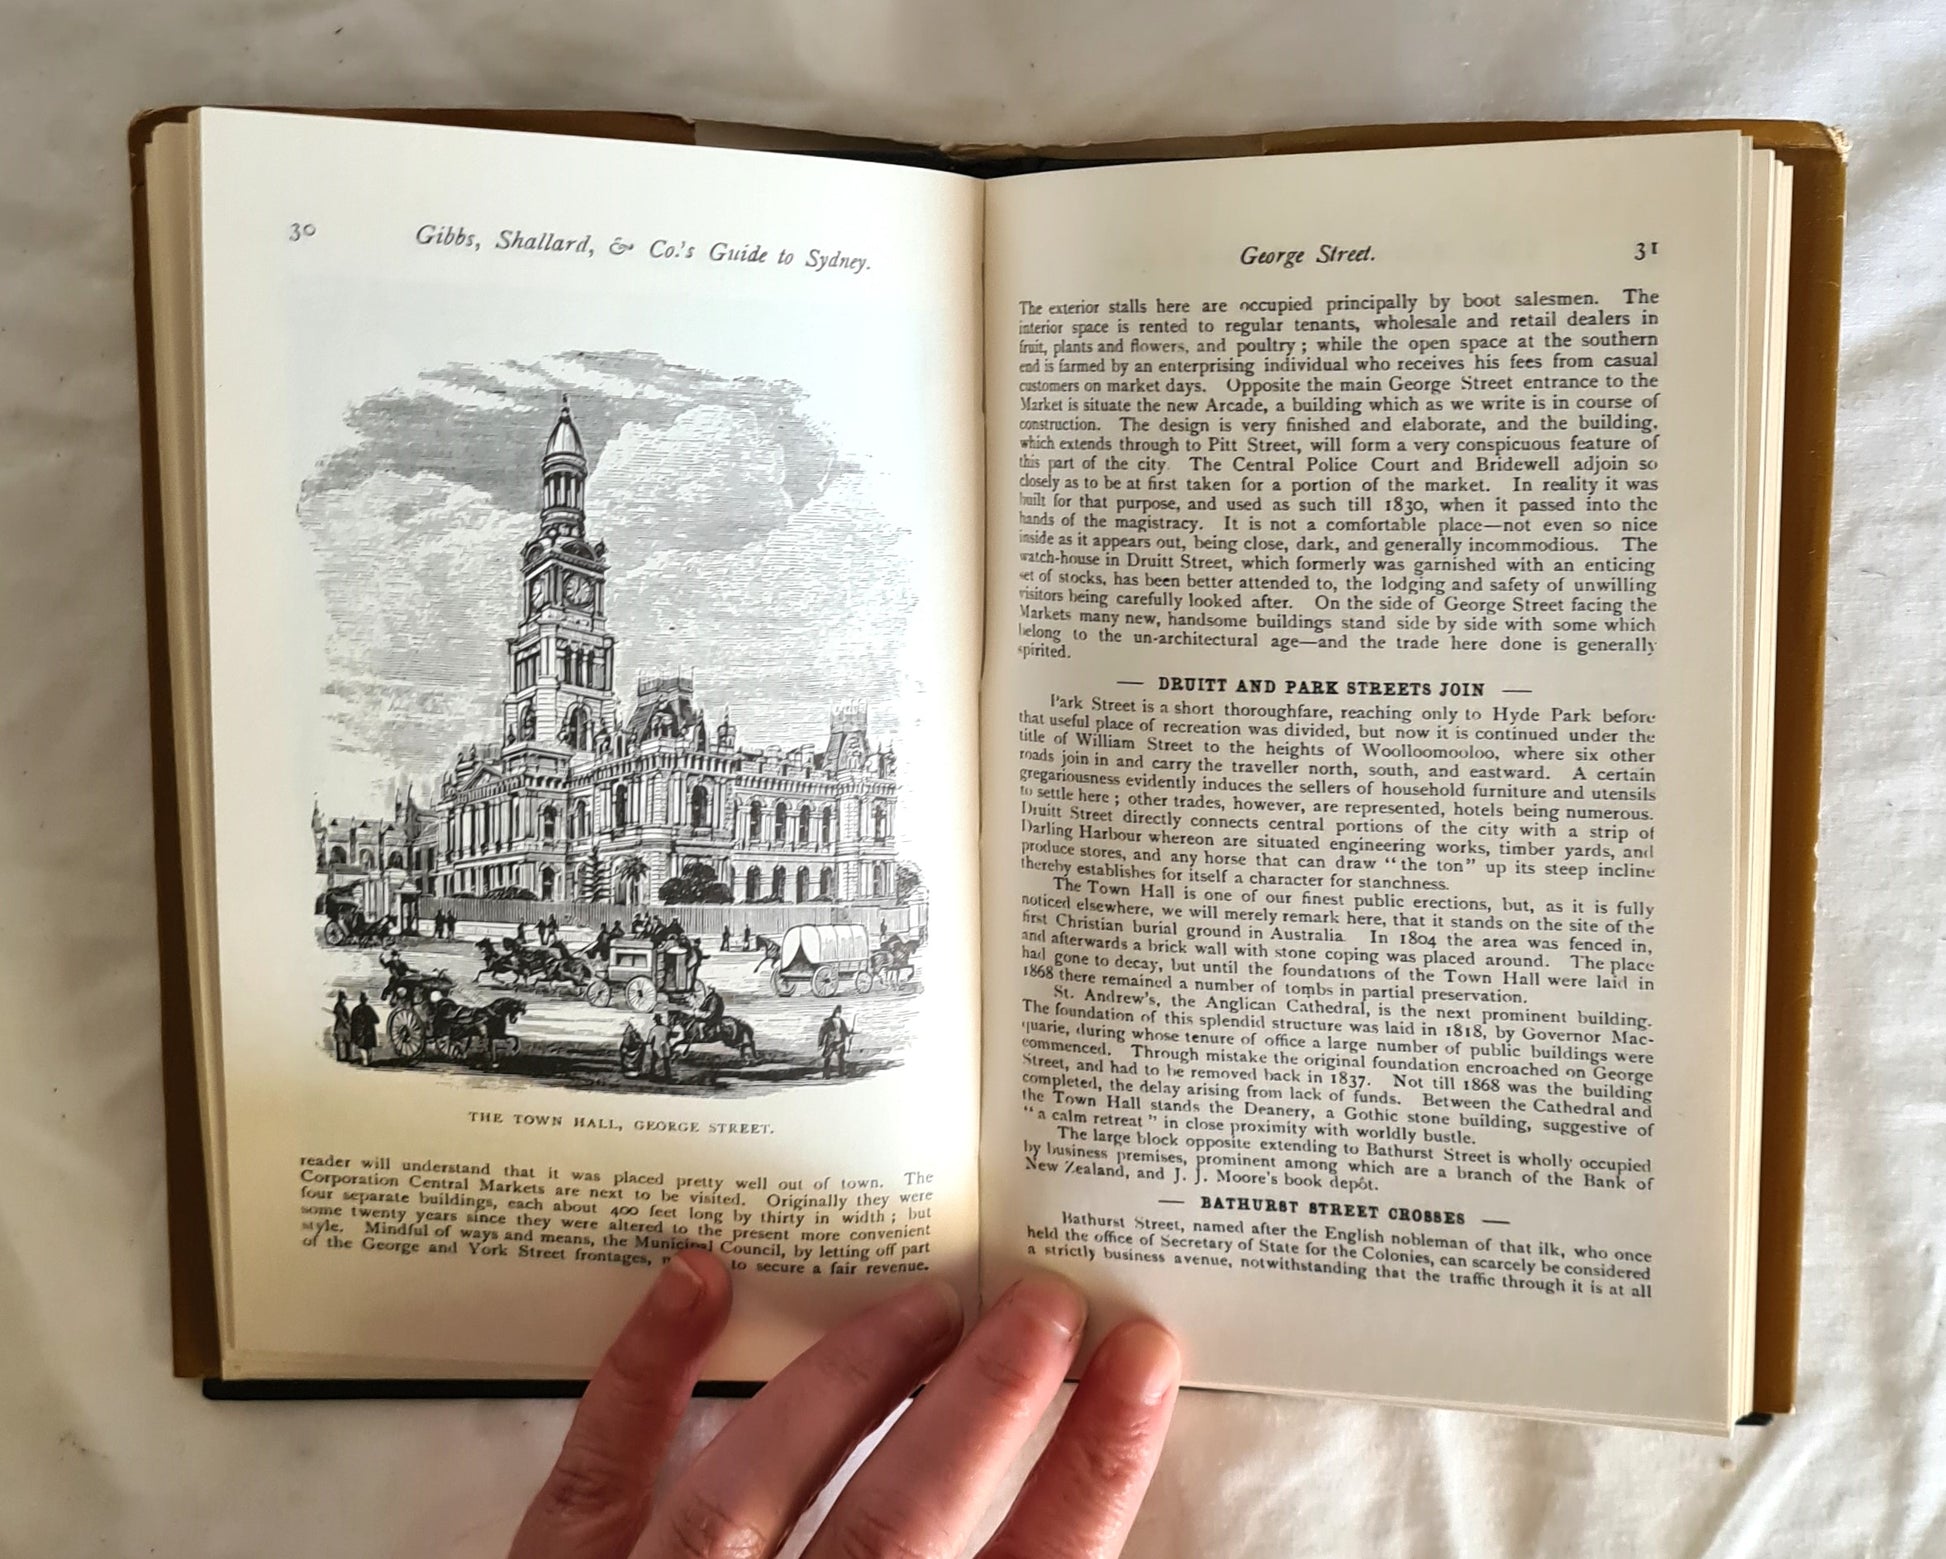 30
Gibbs, Shallard, & Co.'s Guide to Sydney.
THE TOWN HALL, GEORGE STREET.
reader will understand that it was placed pretty well out of town. The
Corporation Central Markets are next to be visited. Originally they were
four separate buildings, each about 400 feet long by thirty in width; but
some twenty years since they were altered to the present more convenient
style. Mindful of ways and means, the Municipal Council, by letting off part
of the George and York Street frontages, to secure a fair revenue.
George Street.
31
The exterior stalls here are occupied principally by boot salesmen. The
interior space is rented to regular tenants, wholesale and retail dealers in
fruit, plants and flowers, and poultry; while the open space at the southern
end is farmed by an enterprising individual who receives his fees from casual
customers on market days. Opposite the main George Street entrance to the
Market is situate the new Arcade, a building which as we write is in course of
construction. The design is very finished and elaborate, and the building,
which extends through to Pitt Street, will form a very conspicuous feature of
this part of the city. The Central Police Court and Bridewell adjoin so
closely as to be at first taken for a portion of the market. In reality it was
built for that purpose, and used as such till 1830, when it passed into the
hands of the magistracy. It is not a comfortable place—not even so nice
inside as it appears out, being close, dark, and generally incommodious. The
watch-house in Druitt Street, which formerly was garnished with an enticing
set of stocks, has been better attended to, the lodging and safety of unwilling
visitors being carefully looked after. On the side of George Street facing the
Markets many new, handsome buildings stand side by side with some which
belong to the un-architectural age—and the trade here done is generally
spirited.
— DRUITT AND PARK STREETS JOIN —
Park Street is a short thoroughfare, reaching only to Hyde Park before
that useful place of recreation was divided, but now it is continued under the
title of William Street to the heights of Woolloomooloo, where six other
roads join in and carry the traveller north, south, and eastward. A certain
gregariousness evidently induces the sellers of household furniture and utensils
to settle here; other trades, however, are represented, hotels being numerous.
Druitt Street directly connects central portions of the city with a strip of
Darling Harbour whereon are situated engineering works, timber yards, and
produce stores, and any horse that can draw "the ton" up its steep incline
thereby establishes for itself a character for stanchness.
The Town Hall is one of our finest public erections, but, as it is fully
noticed elsewhere, we will merely remark here, that it stands on the site of the
first Christian burial ground in Australia. In 1804 the area was fenced in,
and afterwards a brick wall with stone coping was placed around. The place
had gone to decay, but until the foundations of the Town Hall were laid in
1868 there remained a number of tombs in partial preservation.
St. Andrew's, the Anglican Cathedral, is the next prominent building.
The foundation of this splendid structure was laid in 1818, by Governor Mac-
quarie, during whose tenure of office a large number of public buildings were
commenced. Through mistake the original foundation encroached on George
Street, and had to be removed back in 1837. Not till 1868 was the building
completed, the delay arising from lack of funds. Between the Cathedral and
the Town Hall stands the Deanery, a Gothic stone building, suggestive of
"a calm retreat" in close proximity with worldly bustle.
The large block opposite extending to Bathurst Street is wholly occupied
by business premises, prominent among which are a branch of the Bank of
New Zealand, and J. J. Moore's book depôt.
— BATHURST STREET CROSSES —
Bathurst Street, named after the English nobleman of that ilk, who once
held the office of Secretary of State for the Colonies, can scarcely be considered
a strictly business avenue, notwithstanding that the traffic through it is at all